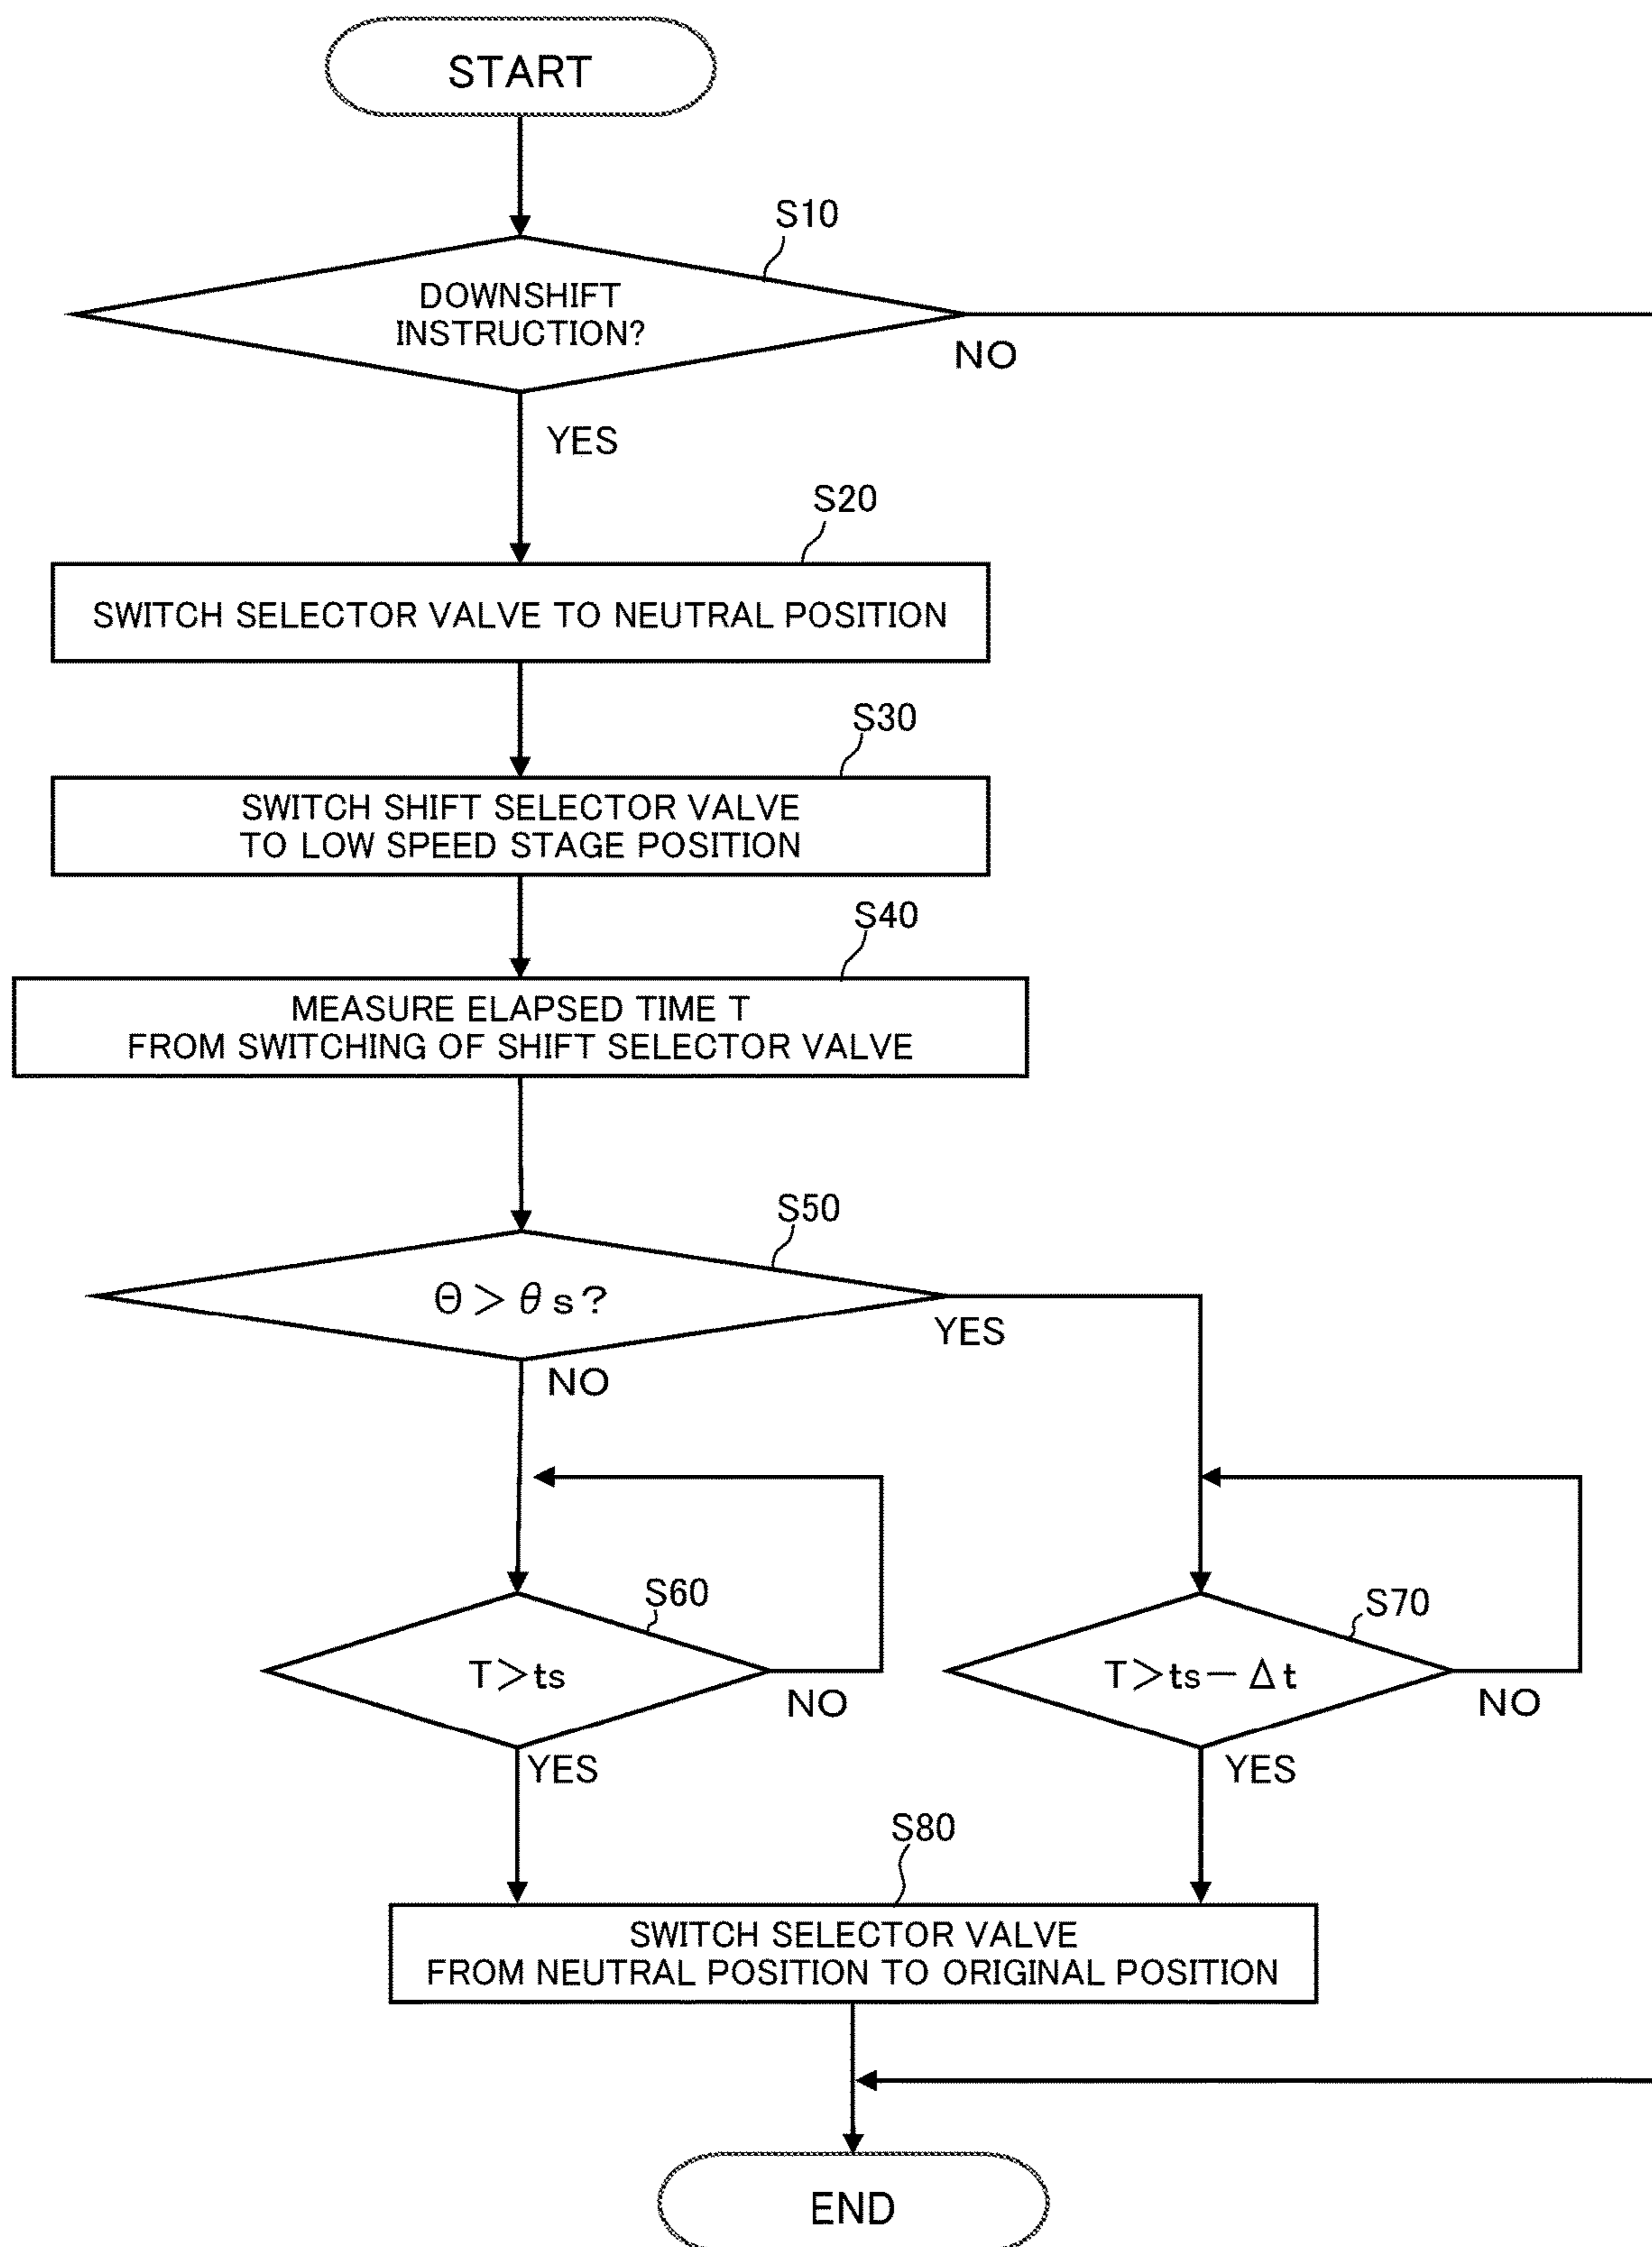 START
S10
DOWNSHIFT
INSTRUCTION?
NO
YES
S20
SWITCH SELECTOR VALVE TO NEUTRAL POSITION
S30
SWITCH SHIFT SELECTOR VALVE
TO LOW SPEED STAGE POSITION
S40
MEASURE ELAPSED TIME T
FROM SWITCHING OF SHIFT SELECTOR VALVE
S50
Θ > θ s ?
YES
NO
S60
T>ts
NO
YES
S70
T>ts－Δt
NO
YES
S80
SWITCH SELECTOR VALVE
FROM NEUTRAL POSITION TO ORIGINAL POSITION
END